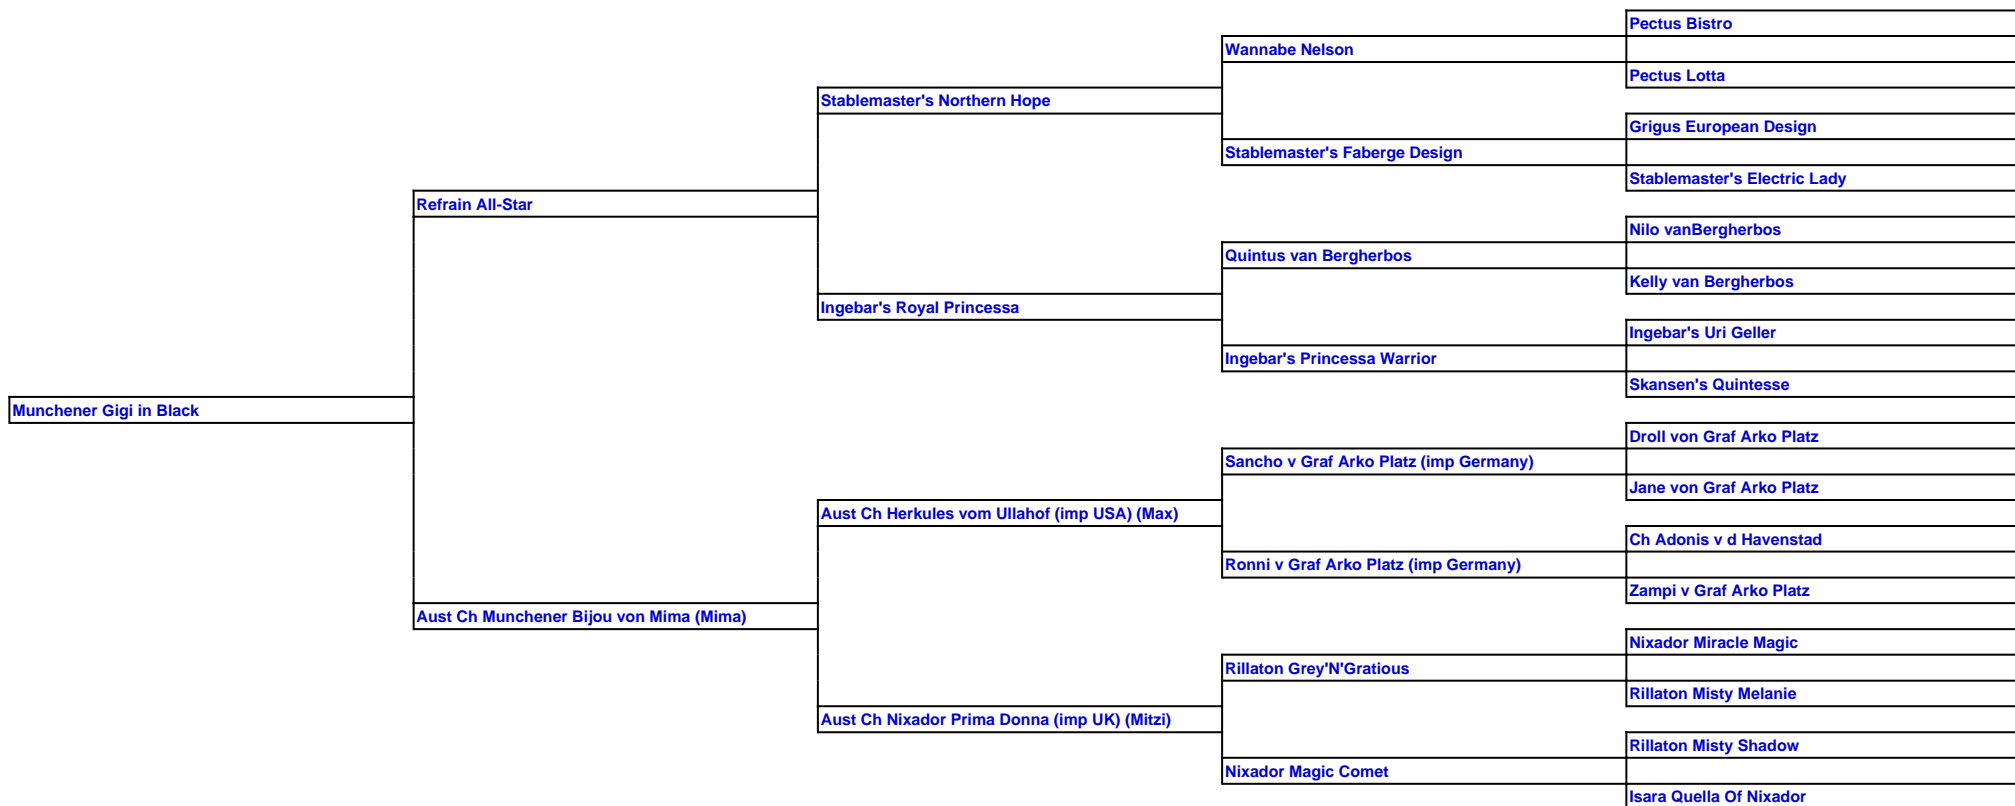 Pectus Bistro
Wannabe Nelson
Pectus Lotta
Stablemaster's Northern Hope
Grigus European Design
Stablemaster's Faberge Design
Stablemaster's Electric Lady
Refrain All-Star
Nilo vanBergherbos
Quintus van Bergherbos
Kelly van Bergherbos
Ingebar's Royal Princessa
Ingebar's Uri Geller
Ingebar's Princessa Warrior
Skansen's Quintesse
Munchener Gigi in Black
Droll von Graf Arko Platz
Sancho v Graf Arko Platz (imp Germany)
Jane von Graf Arko Platz
Aust Ch Herkules vom Ullahof (imp USA) (Max)
Ch Adonis v d Havenstad
Ronni v Graf Arko Platz (imp Germany)
Zampi v Graf Arko Platz
Aust Ch Munchener Bijou von Mima (Mima)
Nixador Miracle Magic
Rillaton Grey'N'Gratious
Rillaton Misty Melanie
Aust Ch Nixador Prima Donna (imp UK) (Mitzi)
Rillaton Misty Shadow
Nixador Magic Comet
Isara Quella Of Nixador